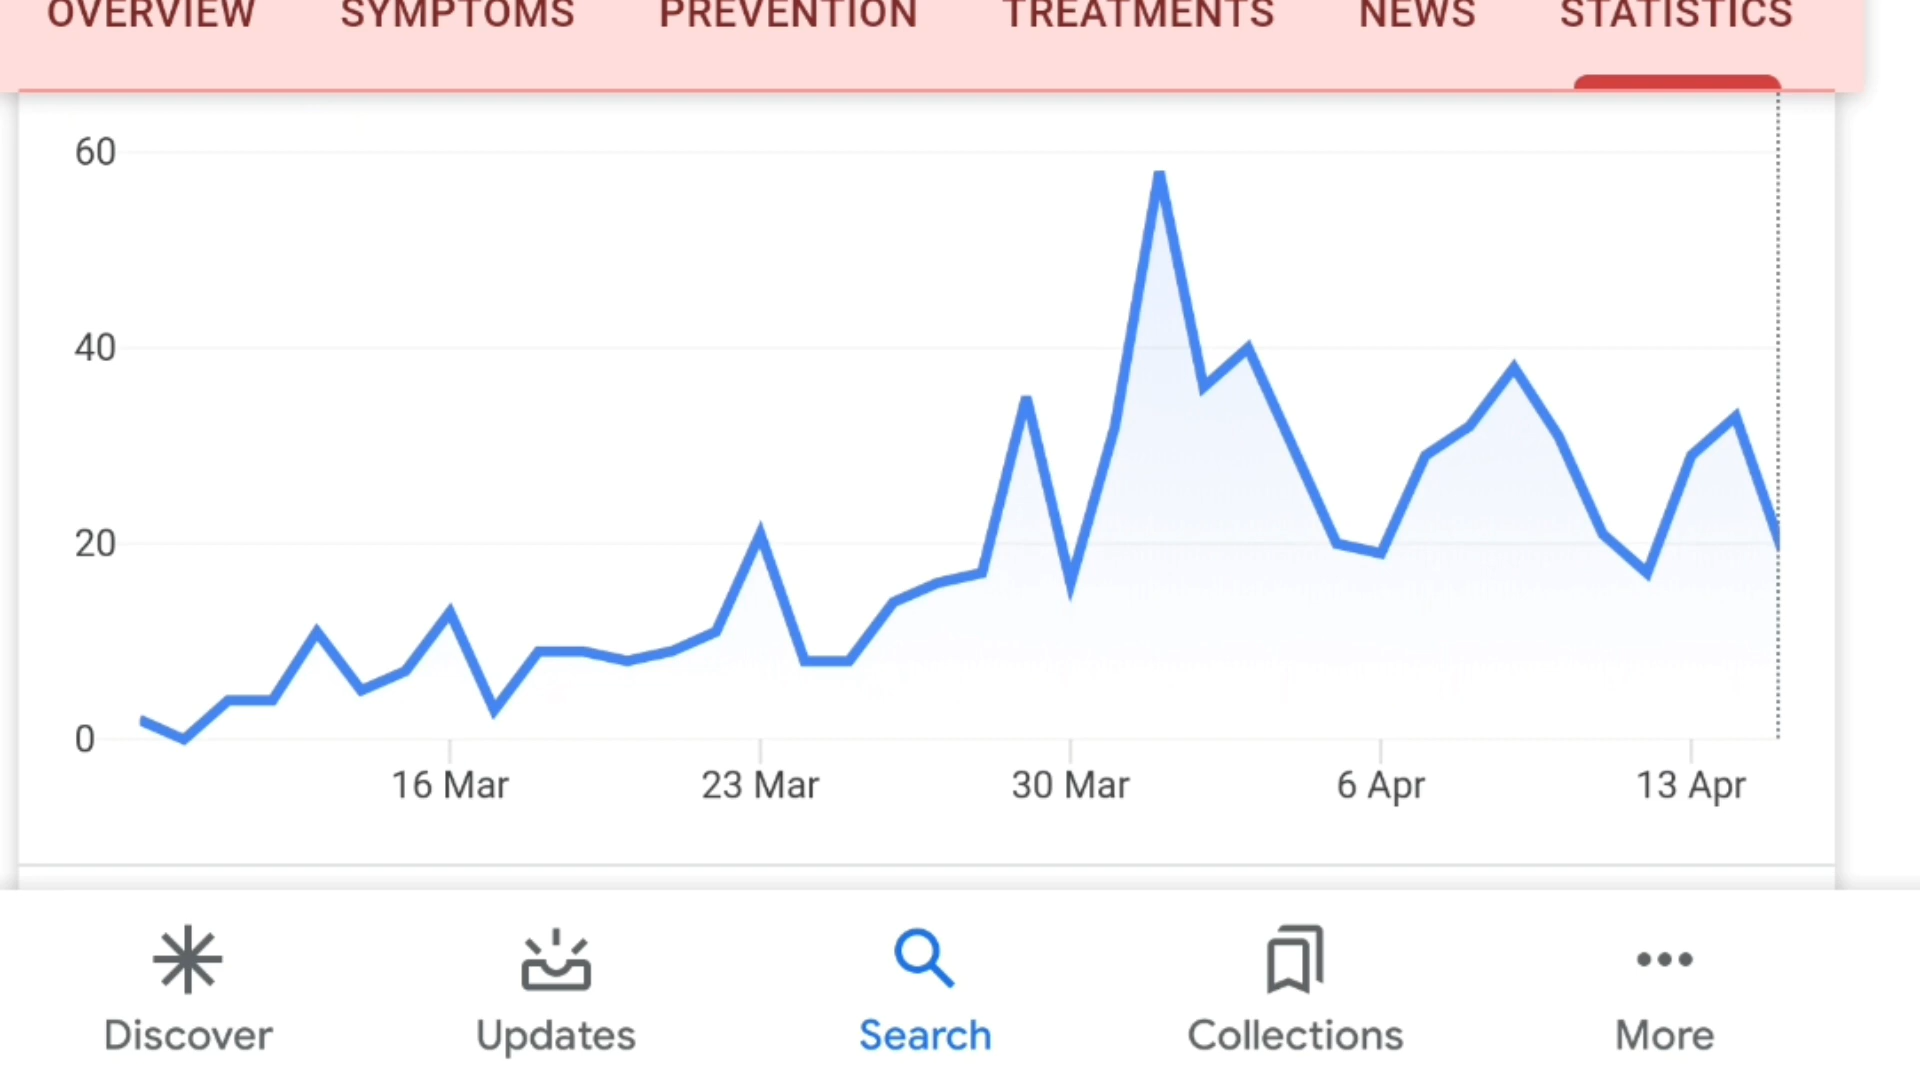 OVERVIEW SYMPTOMS PREVENTION TREATMENTS NEWS STATISTICS
60
40
20
0
16 Mar 23 Mar 30 Mar 6 Apr 13 Apr
Discover Updates Search Collections More